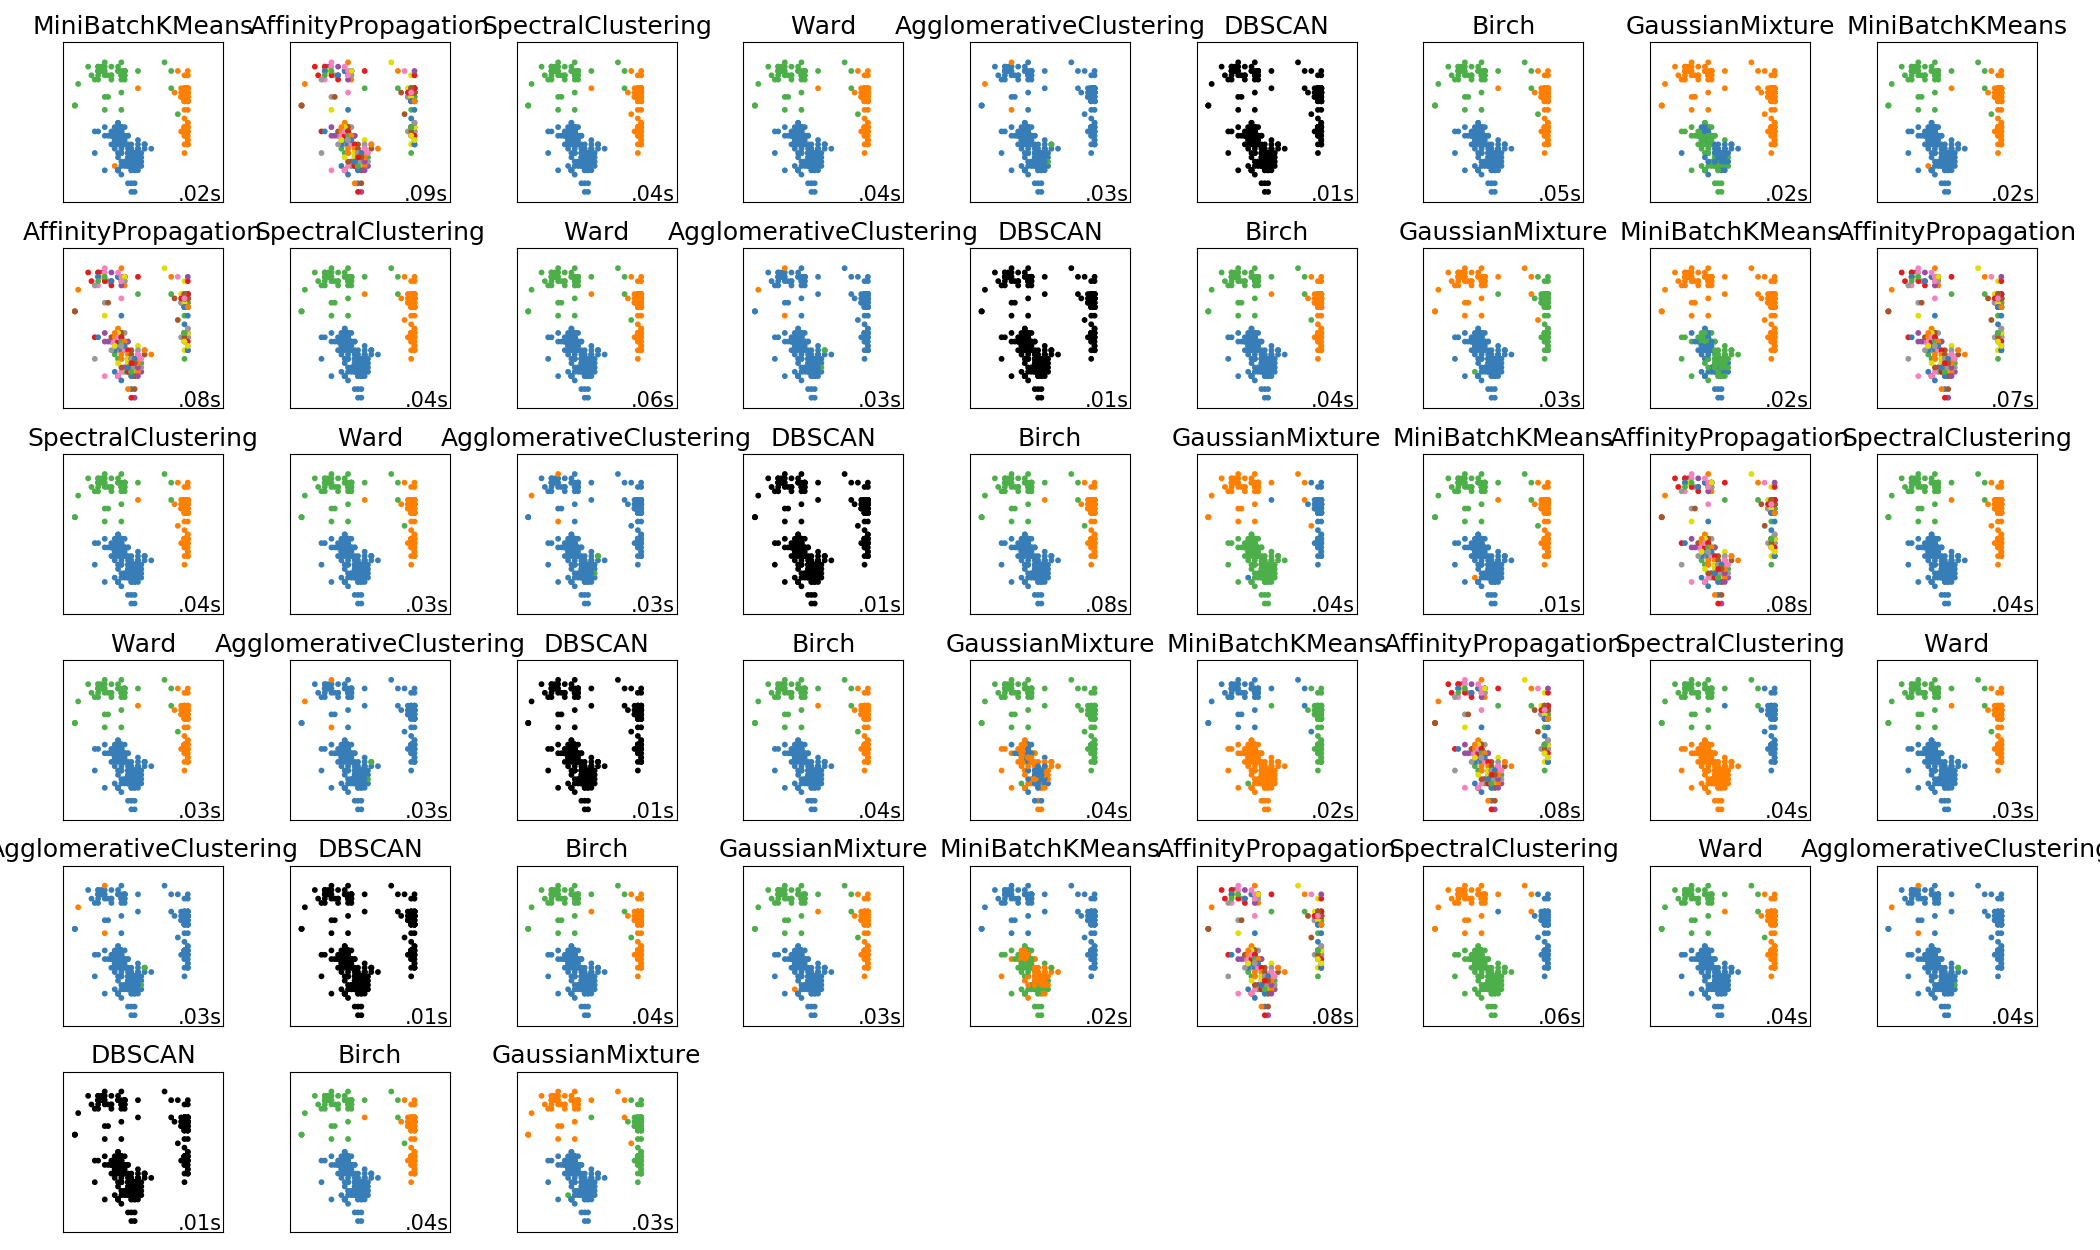 MiniBatchKMeans AffinityPropagation SpectralClustering Ward AgglomerativeClustering DBSCAN Birch GaussianMixture MiniBatchKMeans
.02s .09s .04s .04s .03s .01s .05s .02s .02s
AffinityPropagation SpectralClustering Ward AgglomerativeClustering DBSCAN Birch GaussianMixture MiniBatchKMeans AffinityPropagation
.08s .04s .06s .03s .01s .04s .03s .02s .07s
SpectralClustering Ward AgglomerativeClustering DBSCAN Birch GaussianMixture MiniBatchKMeans AffinityPropagation SpectralClustering
.04s .03s .03s .01s .08s .04s .01s .08s .04s
Ward AgglomerativeClustering DBSCAN Birch GaussianMixture MiniBatchKMeans AffinityPropagation SpectralClustering Ward
.03s .03s .01s .04s .04s .02s .08s .04s .03s
AgglomerativeClustering DBSCAN Birch GaussianMixture MiniBatchKMeans AffinityPropagation SpectralClustering Ward AgglomerativeClustering
.03s .01s .04s .03s .02s .08s .06s .04s .04s
DBSCAN Birch GaussianMixture
.01s .04s .03s